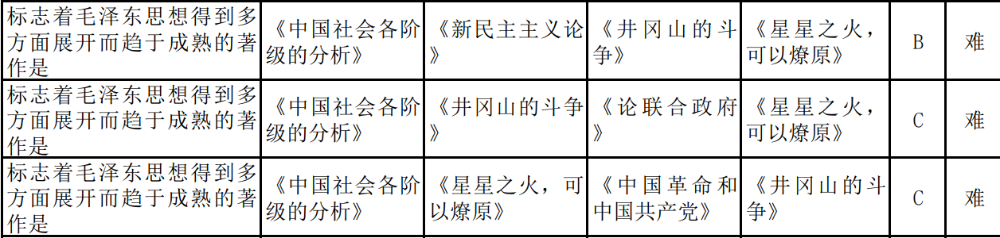 标志着毛泽东思想得到多
方面展开而趋于成熟的著
作是
《中国社会各阶
级的分析》
《新民主主义论
》
《井冈山的斗
争》
《星星之火，
可以燎原》
B
难
标志着毛泽东思想得到多
方面展开而趋于成熟的著
作是
《中国社会各阶
级的分析》
《井冈山的斗争
》
《论联合政府
》
《星星之火，
可以燎原》
C
难
标志着毛泽东思想得到多
方面展开而趋于成熟的著
作是
《中国社会各阶
级的分析》
《星星之火，可
以燎原》
《中国革命和
中国共产党》
《井冈山的斗
争》
C
难